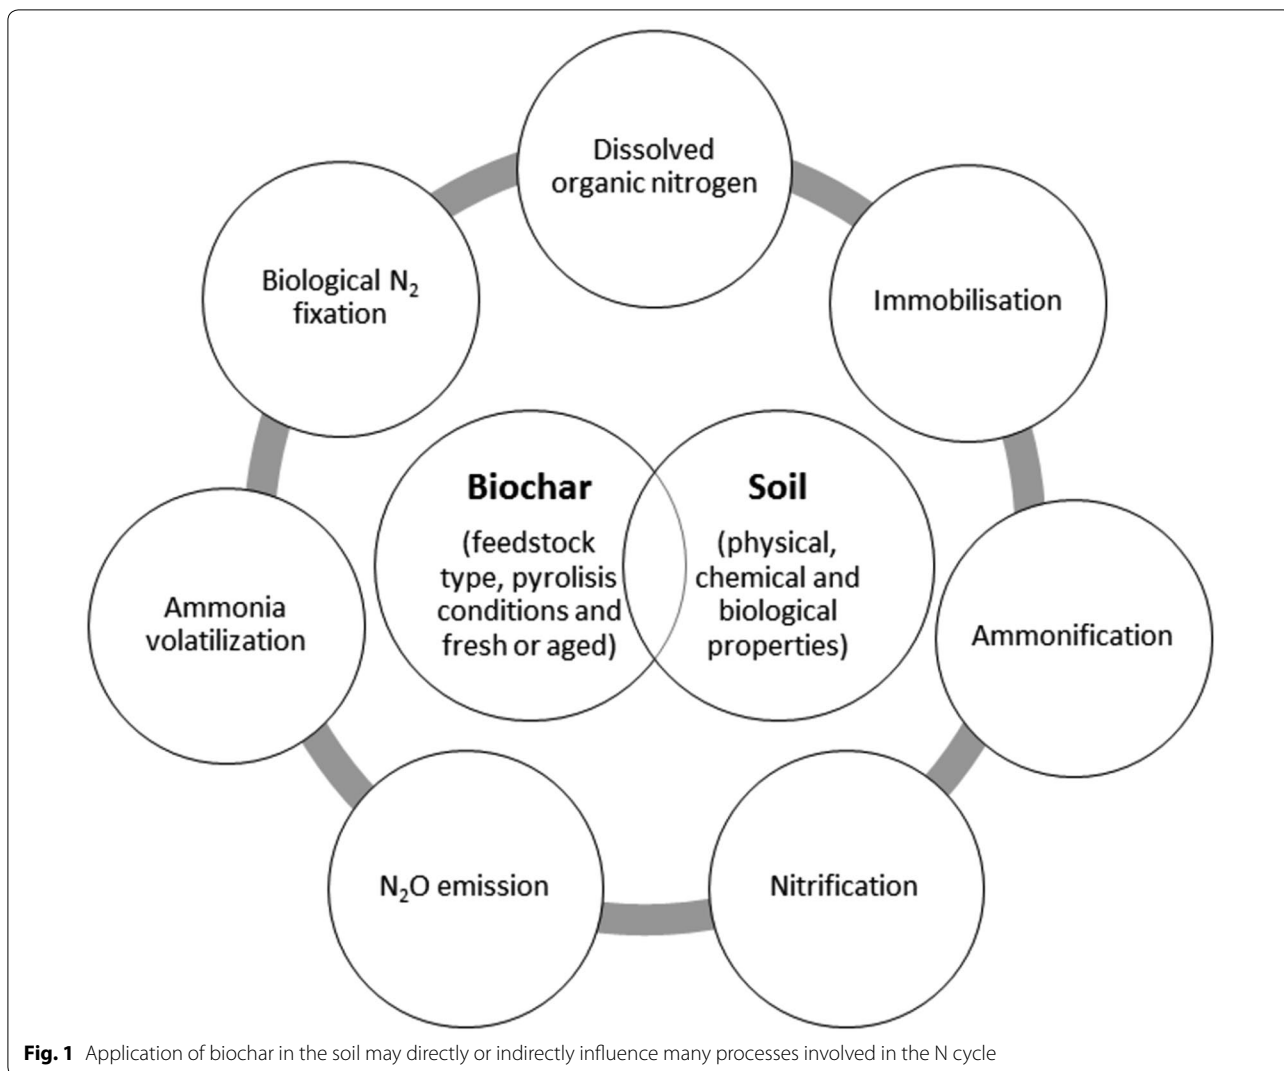 Dissolved
organic nitrogen
Biological N₂
fixation
Immobilisation
Biochar
(feedstock
type, pyrolisis
conditions and
fresh or aged)
Soil
(physical,
chemical and
biological
properties)
Ammonia
volatilization
Ammonification
N₂O emission
Nitrification
Fig. 1 Application of biochar in the soil may directly or indirectly influence many processes involved in the N cycle